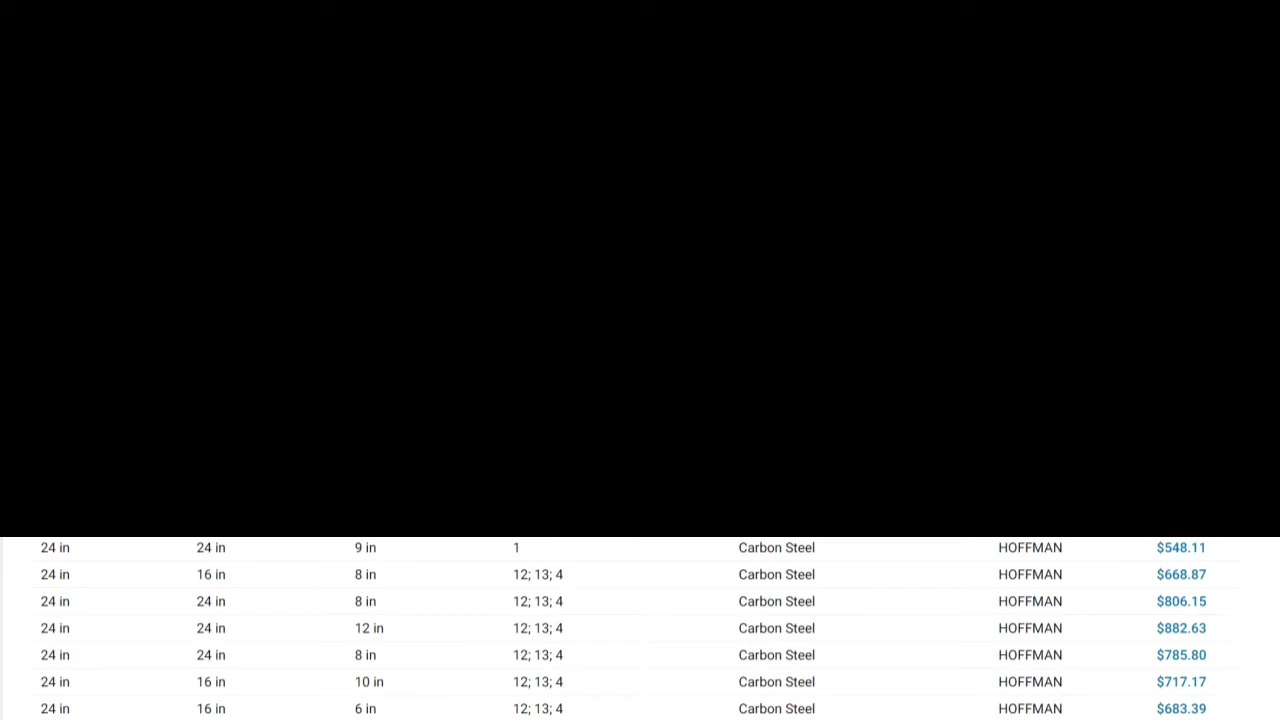 24 in 24 in 9 in 1 Carbon Steel HOFFMAN $548.11
24 in 16 in 8 in 12; 13; 4 Carbon Steel HOFFMAN $668.87
24 in 24 in 8 in 12; 13; 4 Carbon Steel HOFFMAN $806.15
24 in 24 in 12 in 12; 13; 4 Carbon Steel HOFFMAN $882.63
24 in 24 in 8 in 12; 13; 4 Carbon Steel HOFFMAN $785.80
24 in 16 in 10 in 12; 13; 4 Carbon Steel HOFFMAN $717.17
24 in 16 in 6 in 12; 13; 4 Carbon Steel HOFFMAN $683.39